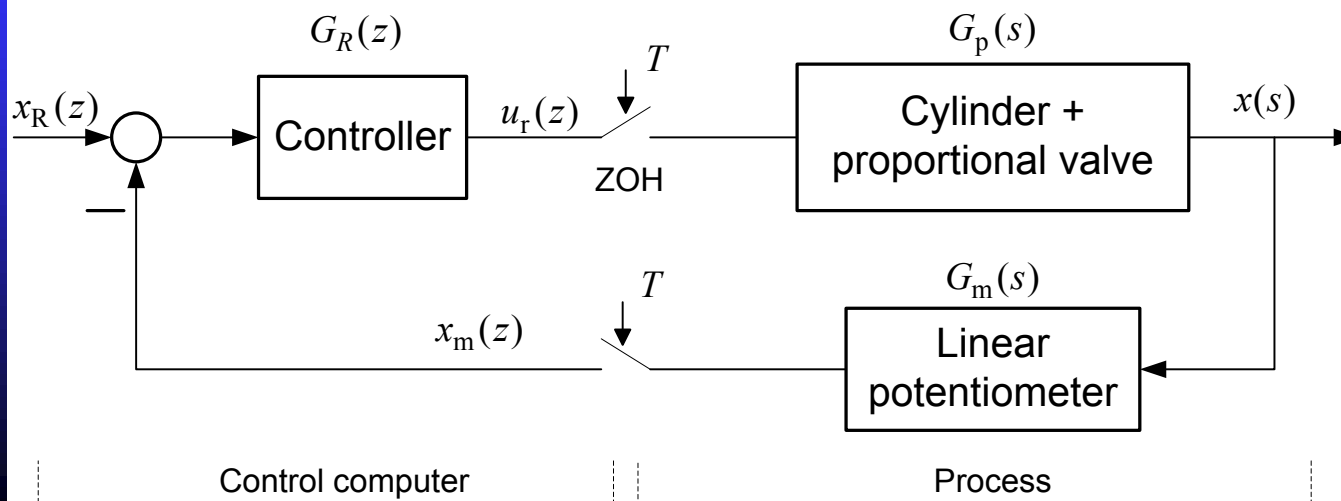 G_R(z)
G_p(s)
T
x_R(z)
Controller
u_r(z)
ZOH
Cylinder +
proportional valve
x(s)
−
T
G_m(s)
x_m(z)
Linear
potentiometer
Control computer
Process